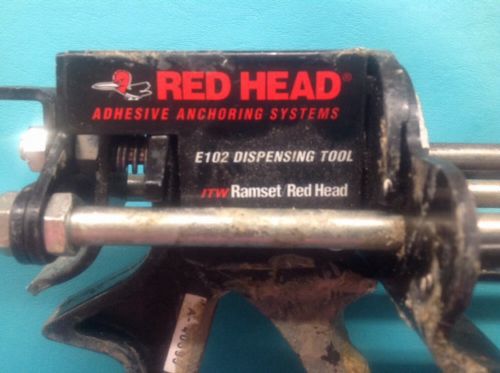 RED HEAD®
ADHESIVE ANCHORING SYSTEMS
E102 DISPENSING TOOL
ITW Ramset/Red Head